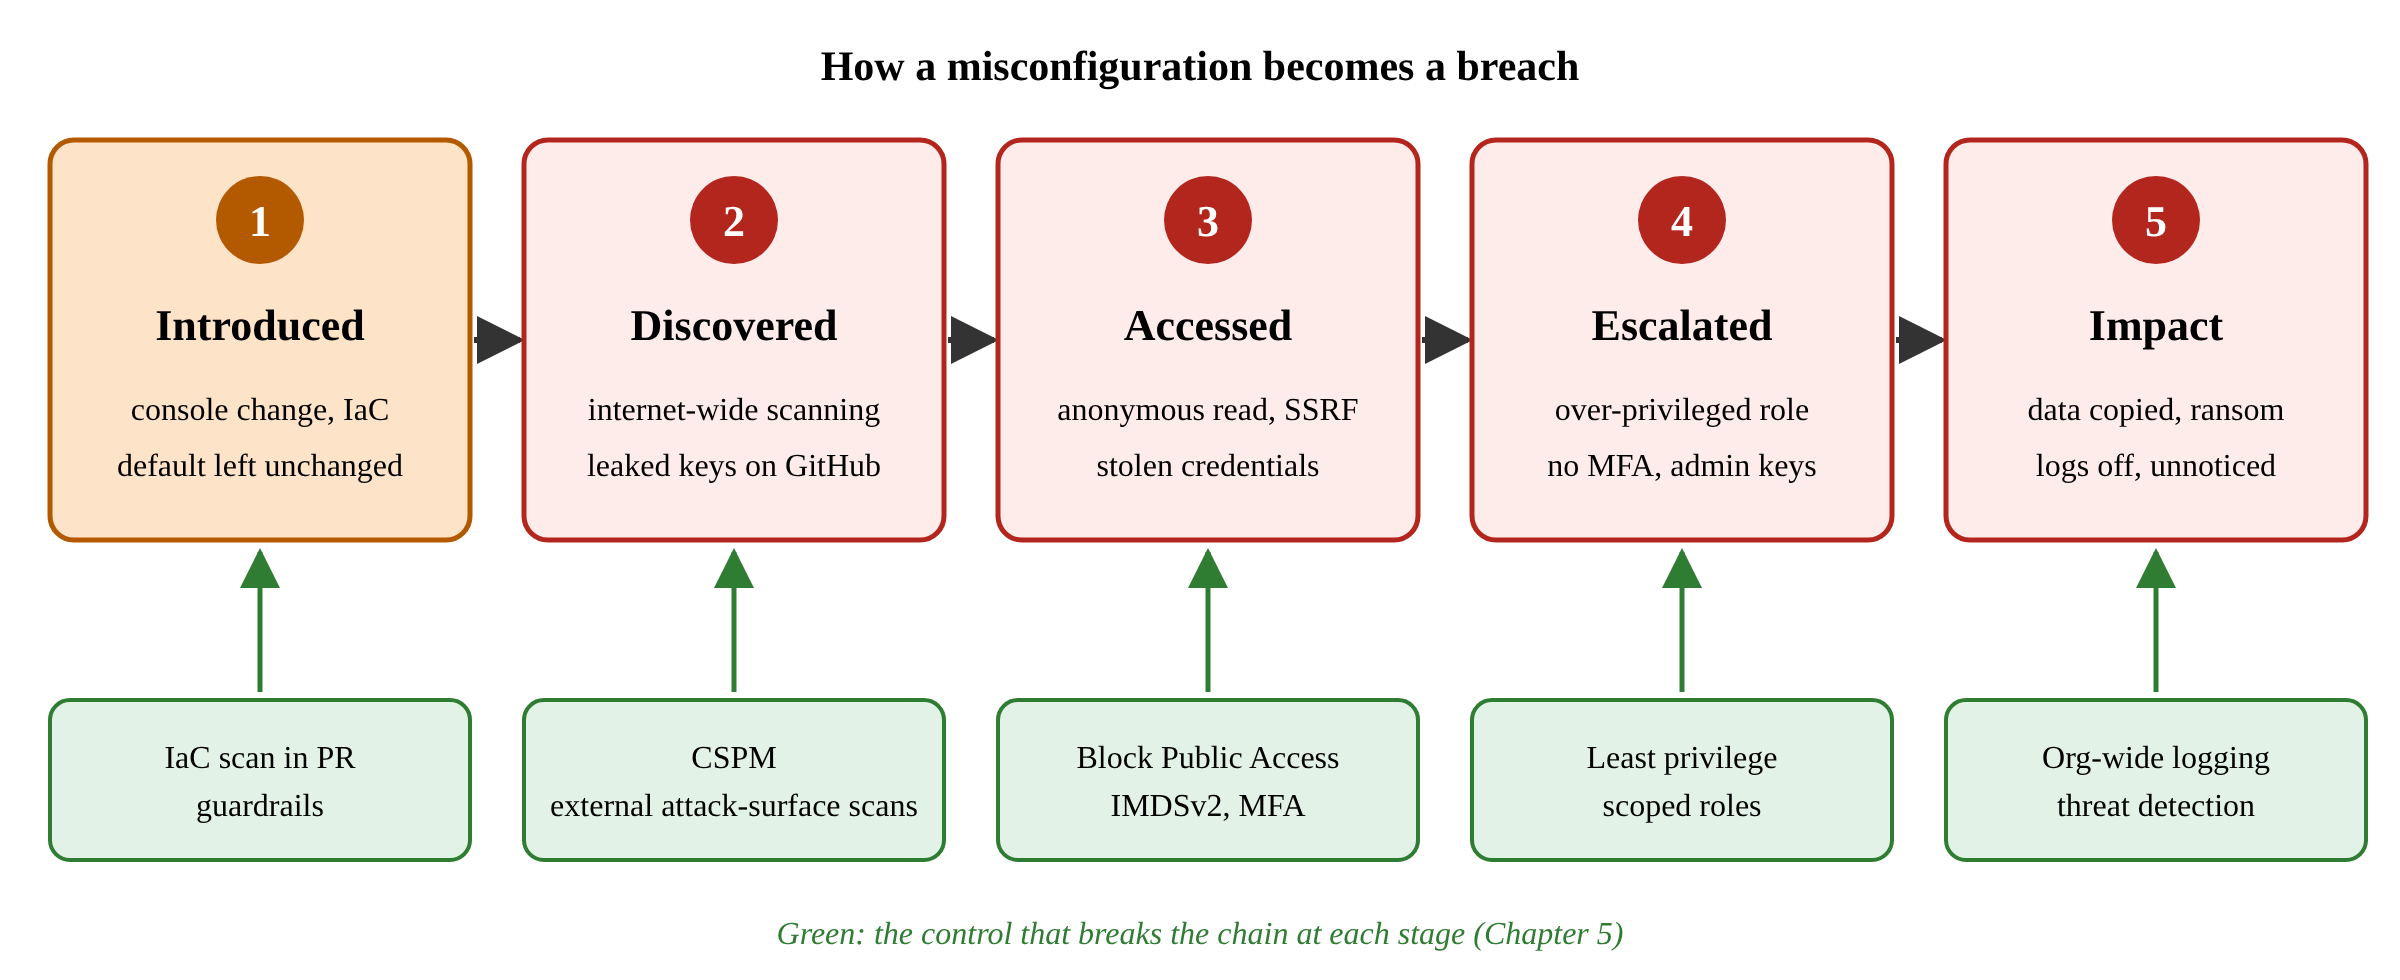 How a misconfiguration becomes a breach
1
Introduced
console change, IaC
default left unchanged
2
Discovered
internet-wide scanning
leaked keys on GitHub
3
Accessed
anonymous read, SSRF
stolen credentials
4
Escalated
over-privileged role
no MFA, admin keys
5
Impact
data copied, ransom
logs off, unnoticed
IaC scan in PR
guardrails
CSPM
external attack-surface scans
Block Public Access
IMDSv2, MFA
Least privilege
scoped roles
Org-wide logging
threat detection
Green: the control that breaks the chain at each stage (Chapter 5)